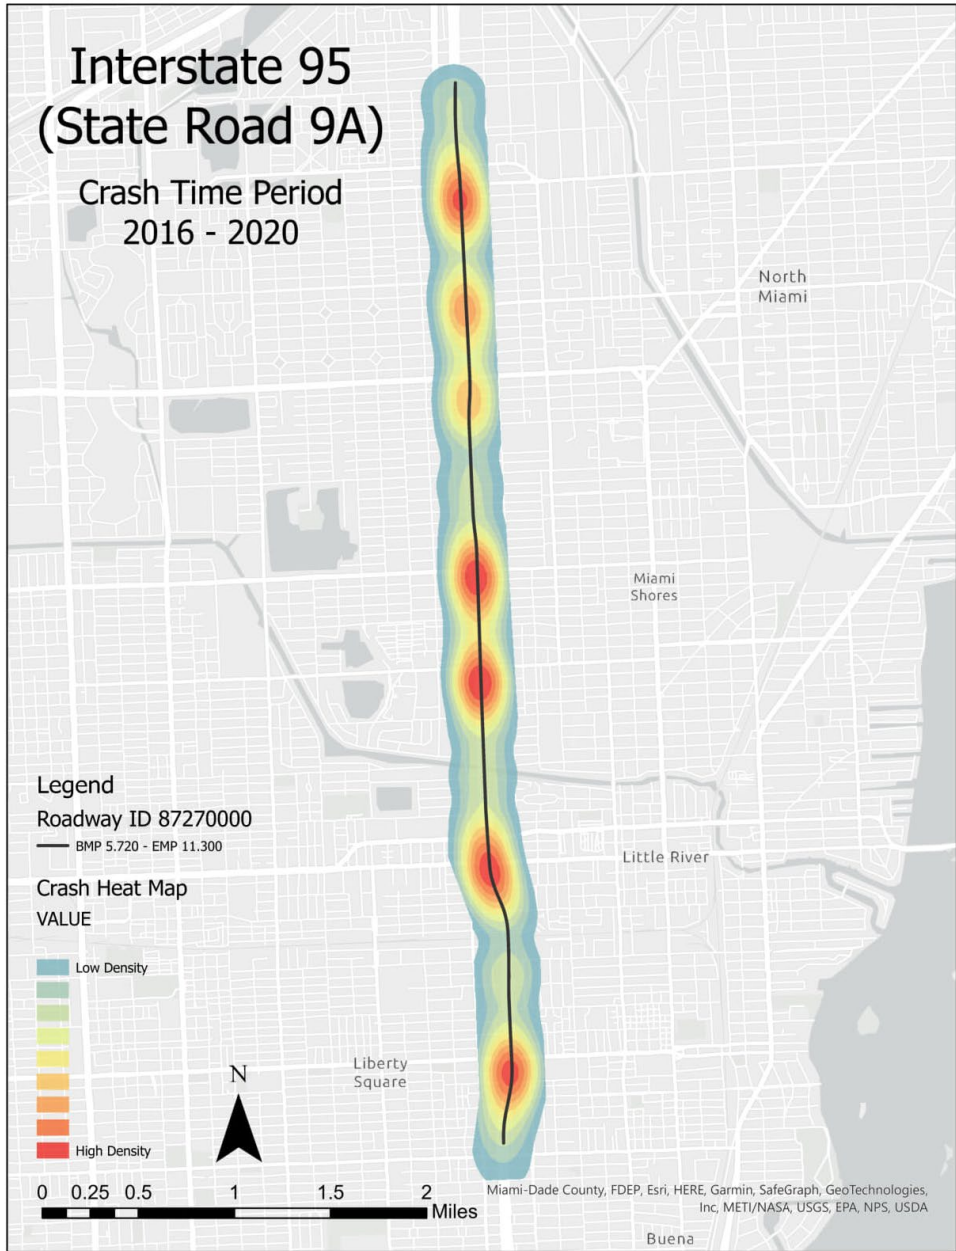 Interstate 95
(State Road 9A)
Crash Time Period
2016 - 2020
North
Miami
Miami
Shores
Legend
Roadway ID 87270000
BMP 5.720 - EMP 11.300
Little River
Crash Heat Map
VALUE
Low Density
High Density
Liberty
Square
N
0 0.25 0.5 1 1.5 2
Miles
Miami-Dade County, FDEP, Esri, HERE, Garmin, SafeGraph, GeoTechnologies,
Inc, METI/NASA, USGS, EPA, NPS, USDA
Buena